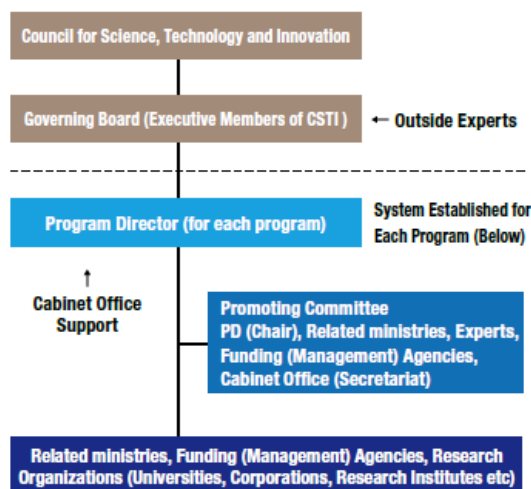 Council for Science, Technology and Innovation
Governing Board (Executive Members of CSTI )
← Outside Experts
Program Director (for each program)
System Established for
Each Program (Below)
↑
Cabinet Office
Support
Promoting Committee
PD (Chair), Related ministries, Experts,
Funding (Management) Agencies,
Cabinet Office (Secretariat)
Related ministries, Funding (Management) Agencies, Research
Organizations (Universities, Corporations, Research Institutes etc)